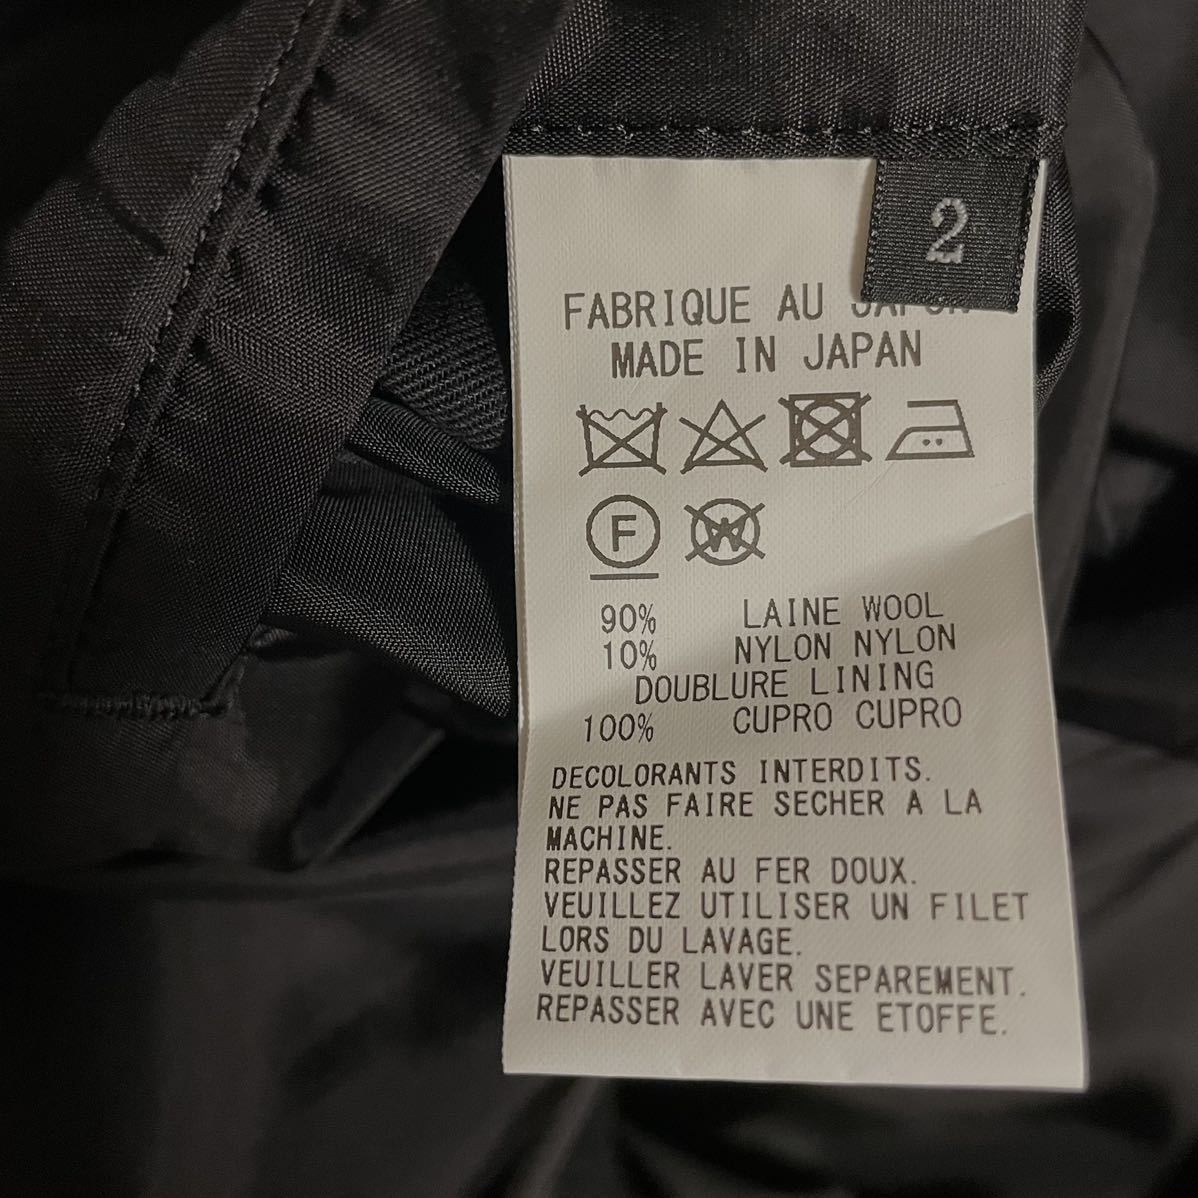 2
FABRIQUE AU JAPON
MADE IN JAPAN
F
W
90% LAINE WOOL
10% NYLON NYLON
DOUBLURE LINING
100% CUPRO CUPRO
DECOLORANTS INTERDITS.
NE PAS FAIRE SECHER A LA
MACHINE.
REPASSER AU FER DOUX.
VEUILLEZ UTILISER UN FILET
LORS DU LAVAGE.
VEUILLER LAVER SEPAREMENT.
REPASSER AVEC UNE ETOFFE.